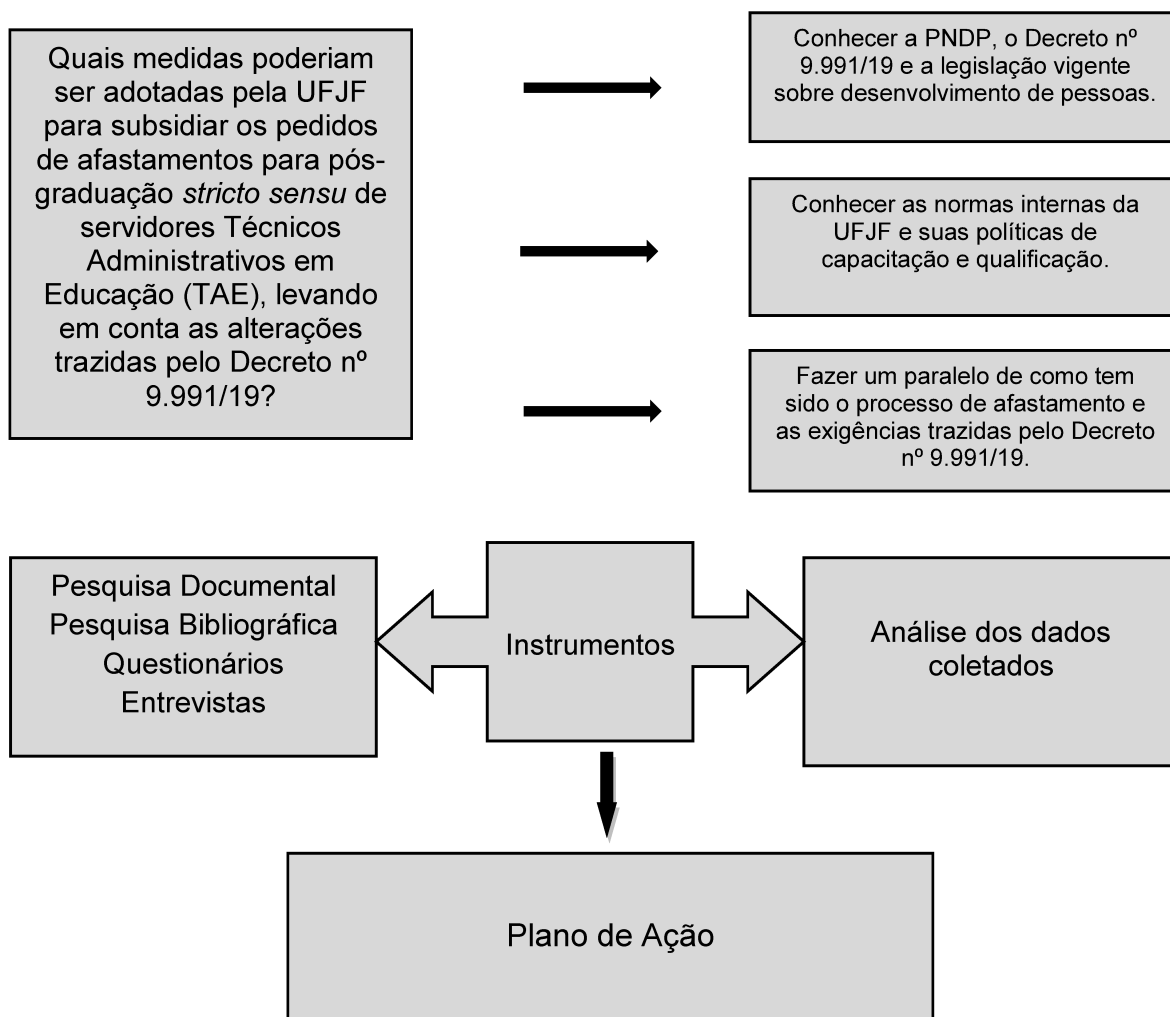 Quais medidas poderiam
ser adotadas pela UFJF
para subsidiar os pedidos
de afastamentos para pós-
graduação stricto sensu de
servidores Técnicos
Administrativos em
Educação (TAE), levando
em conta as alterações
trazidas pelo Decreto nº
9.991/19?
Conhecer a PNDP, o Decreto nº
9.991/19 e a legislação vigente
sobre desenvolvimento de pessoas.
Conhecer as normas internas da
UFJF e suas políticas de
capacitação e qualificação.
Fazer um paralelo de como tem
sido o processo de afastamento e
as exigências trazidas pelo Decreto
nº 9.991/19.
Pesquisa Documental
Pesquisa Bibliográfica
Questionários
Entrevistas
Instrumentos
Análise dos dados
coletados
Plano de Ação